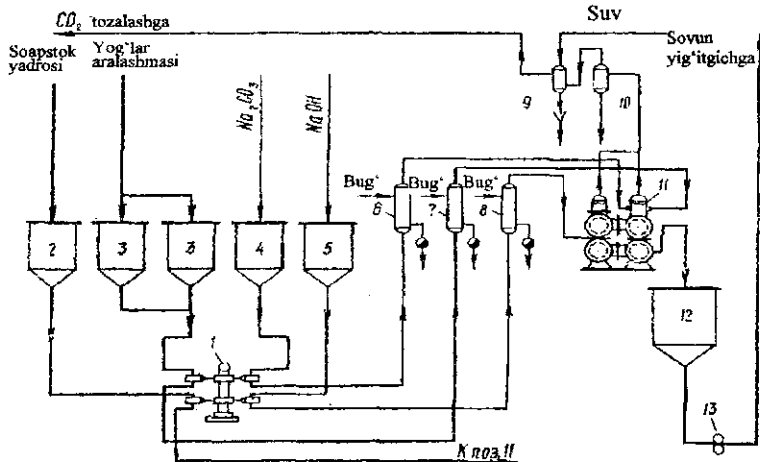 CO₂ tozalashga
Suv
Soapstok
yadrosi
Yog‘lar
aralashmasi
Sovun
yig‘itgichga
Na₂CO₃
NaOH
9
10
Bug‘
Bug‘
Bug‘
11
6
7
8
2
3
3
4
5
12
1
13
К поз. 11